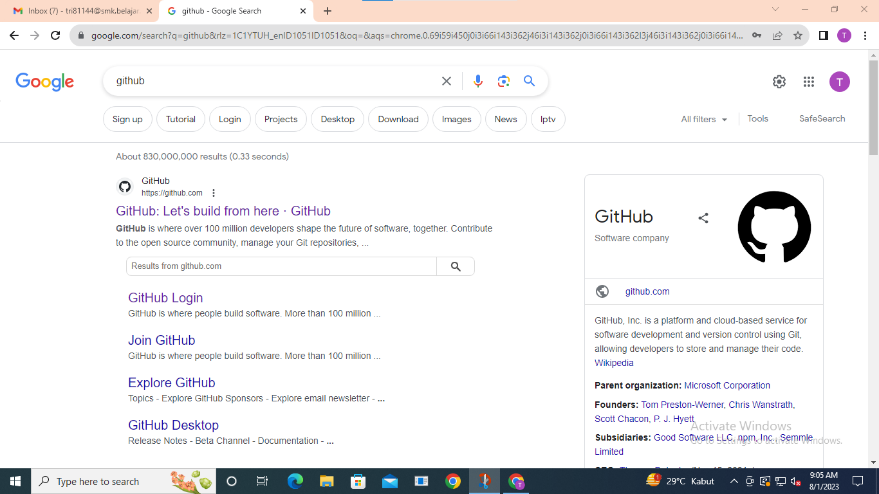 Inbox (7) - tri81144@smk.belajar
github - Google Search
google.com/search?q=github&rlz=1C1YTUH_enID1051ID1051&oq=&aqs=chrome.0.69i59i450j0i3i66i143i362j46i3i143i362j0i3i66i143i362l3j46i3i143i362j0i66i14...
T
Google
github
T
Sign up
Tutorial
Login
Projects
Desktop
Download
Images
News
Iptv
All filters
Tools
SafeSearch
About 830,000,000 results (0.33 seconds)
GitHub
https://github.com
GitHub: Let's build from here · GitHub
GitHub is where over 100 million developers shape the future of software, together. Contribute
to the open source community, manage your Git repositories, ...
Results from github.com
GitHub Login
GitHub is where people build software. More than 100 million ...
Join GitHub
GitHub is where people build software. More than 100 million ...
Explore GitHub
Topics - Explore GitHub Sponsors - Explore email newsletter - ...
GitHub Desktop
Release Notes - Beta Channel - Documentation - ...
GitHub
Software company
github.com
GitHub, Inc. is a platform and cloud-based service for
software development and version control using Git,
allowing developers to store and manage their code.
Wikipedia
Parent organization: Microsoft Corporation
Founders: Tom Preston-Werner, Chris Wanstrath,
Scott Chacon, P. J. Hyett
Subsidiaries: Good Software LLC, npm, Inc., Semmle
Limited
Activate Windows
Go to Settings to activate Windows.
Type here to search
29°C Kabut
9:05 AM
8/1/2023